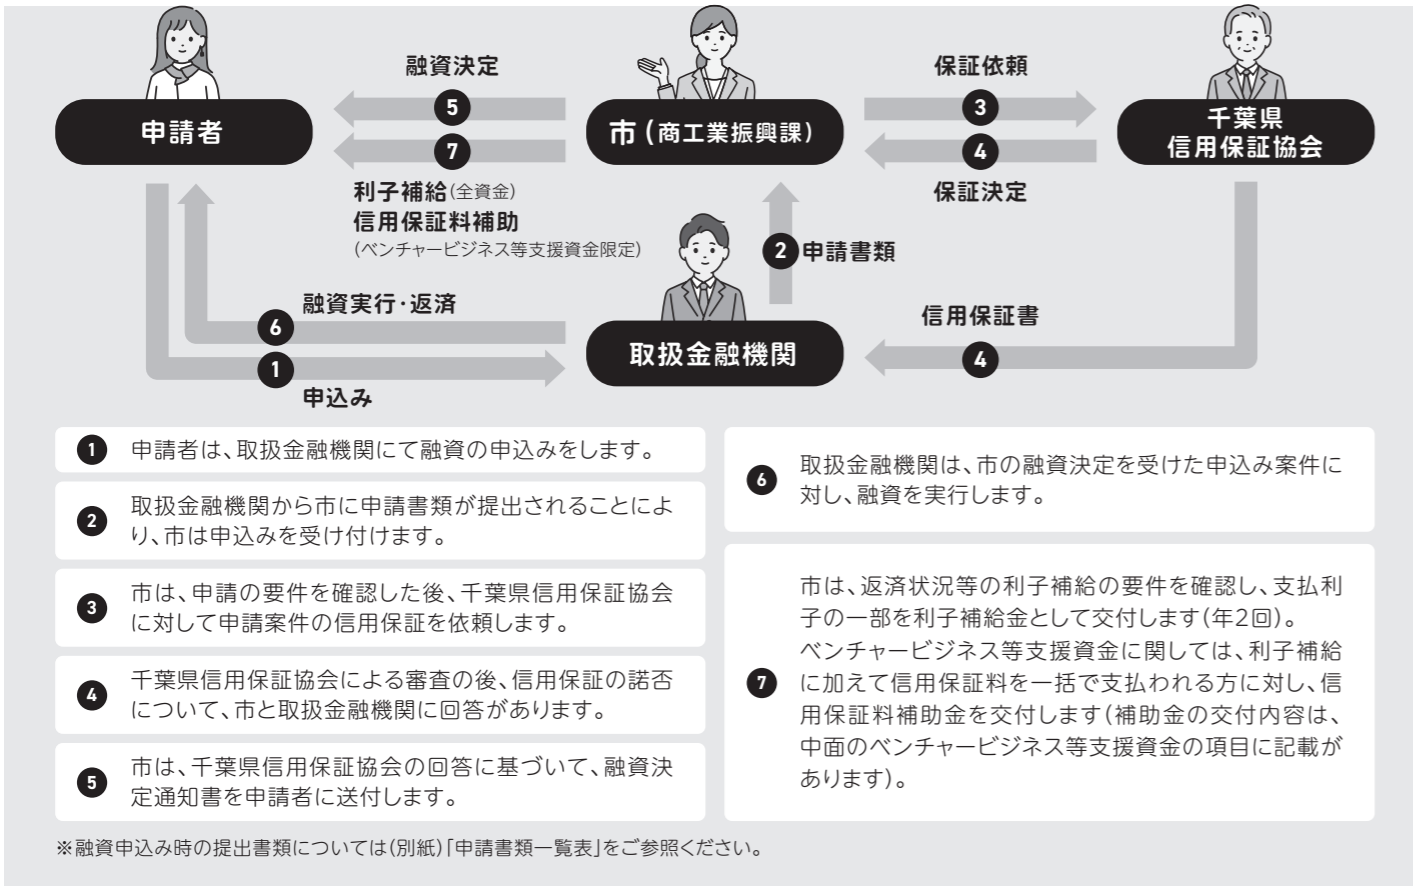 融資決定
保証依頼
5
3
申請者
市(商工業振興課)
千葉県
信用保証協会
7
4
利子補給(全資金)
信用保証料補助
(ベンチャービジネス等支援資金限定)
保証決定
2 申請書類
融資実行・返済
6
信用保証書
取扱金融機関
4
1
申込み
1 申請者は、取扱金融機関にて融資の申込みをします。
2 取扱金融機関から市に申請書類が提出されることによ
り、市は申込みを受け付けます。
3 市は、申請の要件を確認した後、千葉県信用保証協会
に対して申請案件の信用保証を依頼します。
4 千葉県信用保証協会による審査の後、信用保証の諾否
について、市と取扱金融機関に回答があります。
5 市は、千葉県信用保証協会の回答に基づいて、融資決
定通知書を申請者に送付します。
6 取扱金融機関は、市の融資決定を受けた申込み案件に
対し、融資を実行します。
7 市は、返済状況等の利子補給の要件を確認し、支払利
子の一部を利子補給金として交付します(年2回)。
ベンチャービジネス等支援資金に関しては、利子補給
に加えて信用保証料を一括で支払われる方に対し、信
用保証料補助金を交付します(補助金の交付内容は、
中面のベンチャービジネス等支援資金の項目に記載が
あります)。
※融資申込み時の提出書類については(別紙)「申請書類一覧表」をご参照ください。